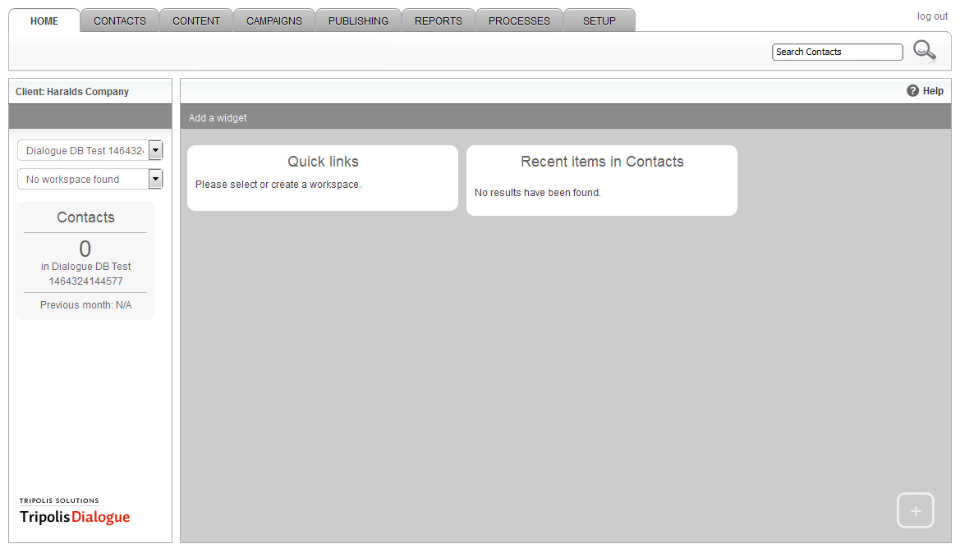 HOME CONTACTS CONTENT CAMPAIGNS PUBLISHING REPORTS PROCESSES SETUP
log out
Search Contacts
Client: Haralds Company
Help
Add a widget
Dialogue DB Test 146432
No workspace found
Contacts
0
in Dialogue DB Test
1464324144577
Previous month: N/A
Quick links
Please select or create a workspace.
Recent items in Contacts
No results have been found.
TRIPOLIS SOLUTIONS
TripolisDialogue